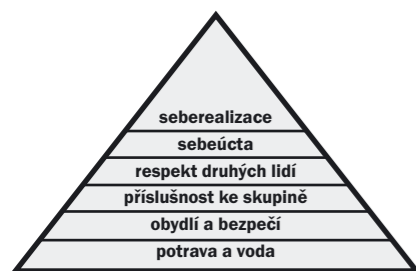 seberealizace
sebeúcta
respekt druhých lidí
příslušnost ke skupině
obydlí a bezpečí
potrava a voda